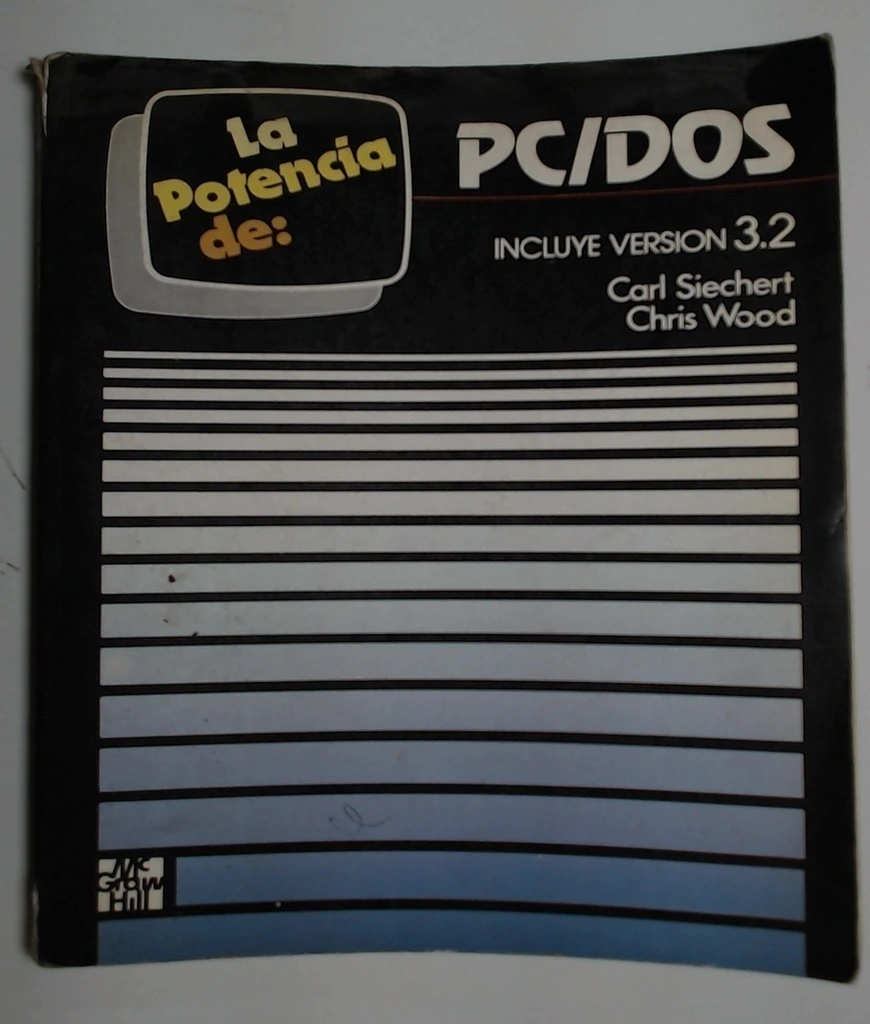 La
Potencia
de:
PC/DOS
INCLUYE VERSION 3.2
Carl Siechert
Chris Wood
Mc
Graw
Hill